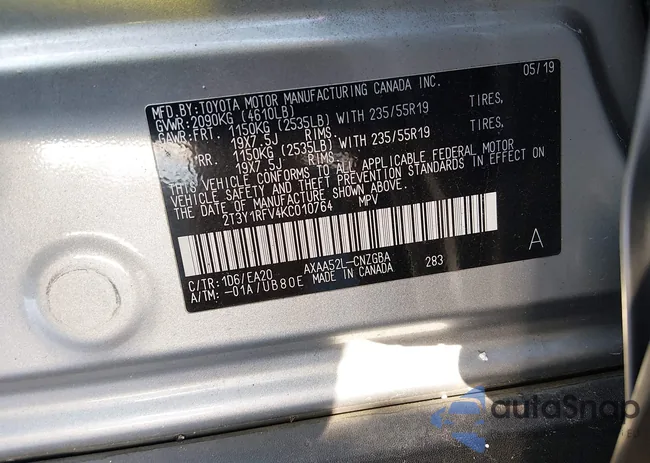 MFD.BY:TOYOTA MOTOR MANUFACTURING CANADA INC. 05/19
GVWR:2090KG (4610LB)
GAWR:FRT. 1150KG (2535LB) WITH 235/55R19 TIRES,
19X7.5J RIMS.
RR. 1150KG (2535LB) WITH 235/55R19 TIRES,
19X7.5J RIMS.
THIS VEHICLE CONFORMS TO ALL APPLICABLE FEDERAL MOTOR
VEHICLE SAFETY AND THEFT PREVENTION STANDARDS IN EFFECT ON
THE DATE OF MANUFACTURE SHOWN ABOVE.
2T3Y1RFV4KC010764 MPV
C/TR: 1D6/EA20 AXAA52L-CNZGBA 283 A
A/TM: -01A/UB80E MADE IN CANADA
autoSnap